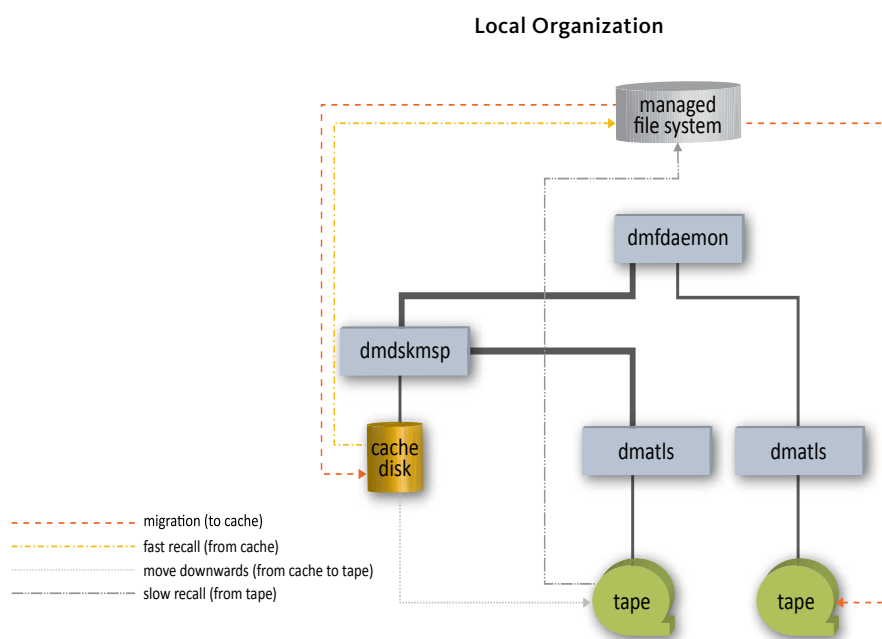 Local Organization
managed
file system
dmfdaemon
dmdskmsp
cache
disk
dmatls
dmatls
migration (to cache)
fast recall (from cache)
move downwards (from cache to tape)
slow recall (from tape)
tape
tape